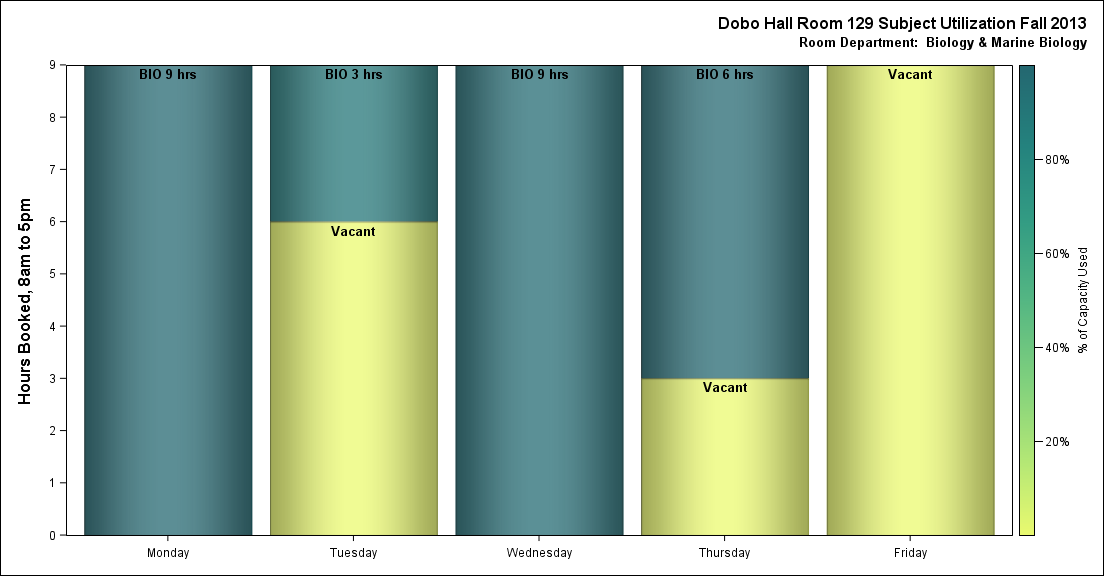 Dobo Hall Room 129 Subject Utilization Fall 2013
Room Department:  Biology & Marine Biology
Hours Booked, 8am to 5pm
9
8
7
6
5
4
3
2
1
0
BIO 9 hrs
BIO 3 hrs
BIO 9 hrs
BIO 6 hrs
Vacant
Vacant
Vacant
Monday
Tuesday
Wednesday
Thursday
Friday
80%
60%
40%
20%
% of Capacity Used